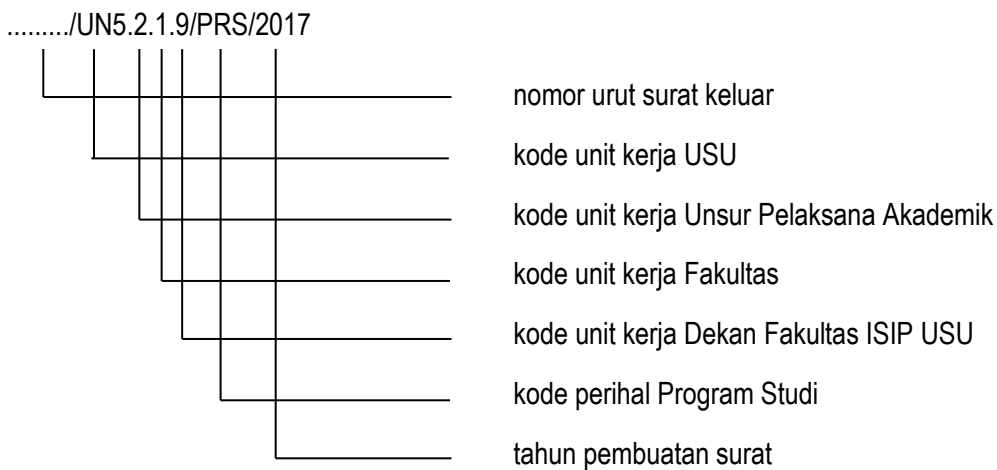 ........./UN5.2.1.9/PRS/2017
nomor urut surat keluar
kode unit kerja USU
kode unit kerja Unsur Pelaksana Akademik
kode unit kerja Fakultas
kode unit kerja Dekan Fakultas ISIP USU
kode perihal Program Studi
tahun pembuatan surat